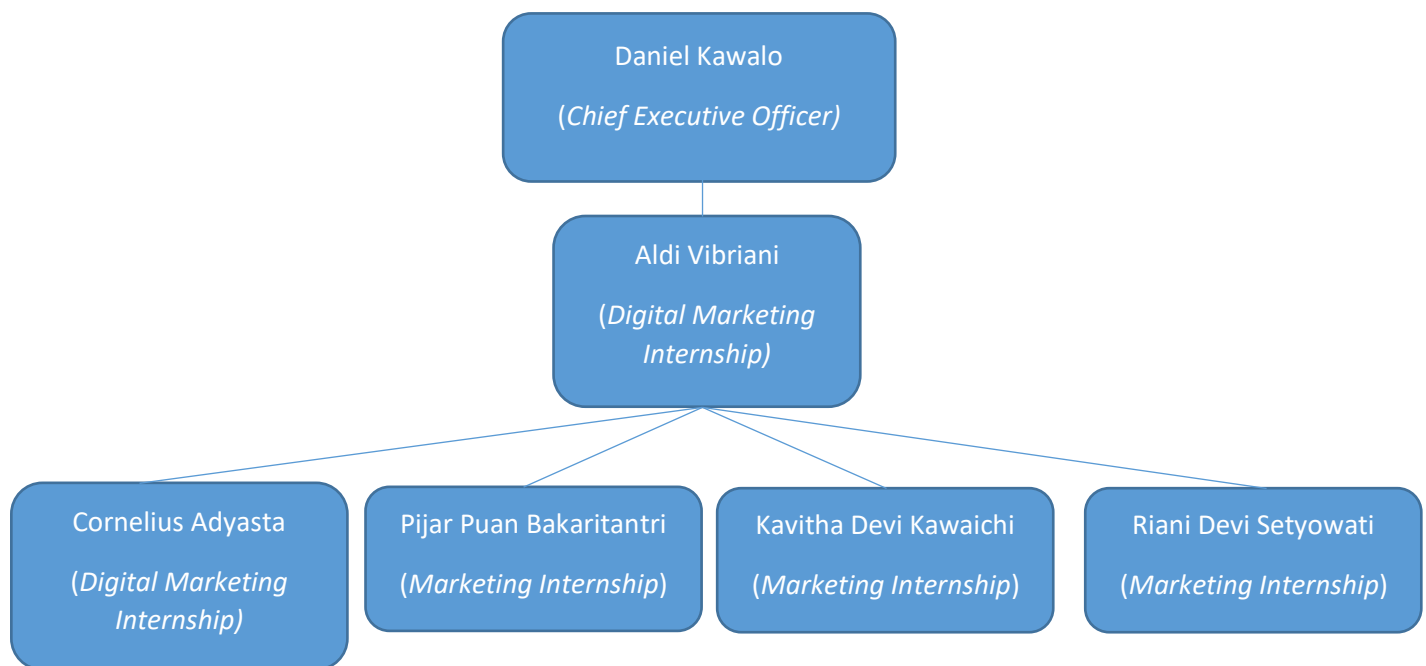 Daniel Kawalo
(Chief Executive Officer)
Aldi Vibriani
(Digital Marketing
Internship)
Cornelius Adyasta
(Digital Marketing
Internship)
Pijar Puan Bakaritantri
(Marketing Internship)
Kavitha Devi Kawaichi
(Marketing Internship)
Riani Devi Setyowati
(Marketing Internship)